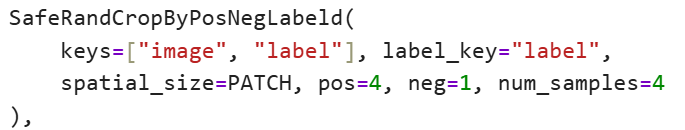 SafeRandCropByPosNegLabeld(
    keys=["image", "label"], label_key="label",
    spatial_size=PATCH, pos=4, neg=1, num_samples=4
),